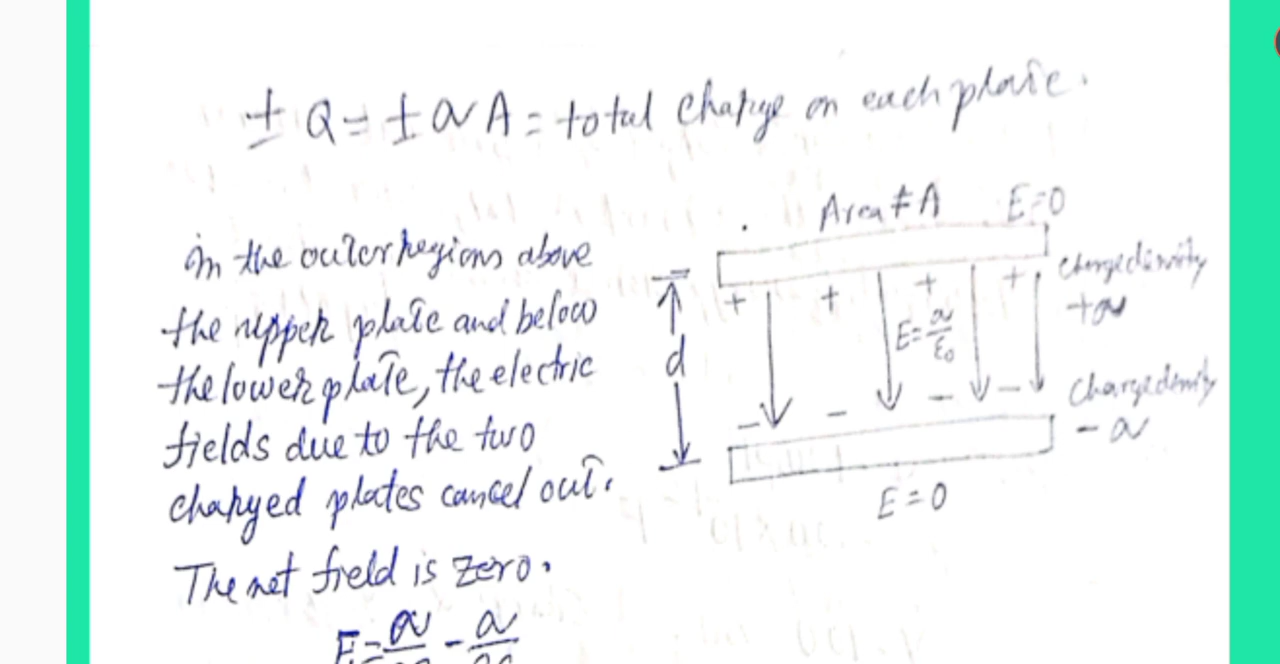 ± Q = ± σ A = total charge on each plate.
Area = A E=0
in the outer regions above
the upper plate and below
the lower plate, the electric
fields due to the two
charged plates cancel out.
The net field is zero.
Charge density
+σ
+ + + +
d
E = σ/ε₀
- - - -
Charge density
- σ
E = 0
E = σ - σ